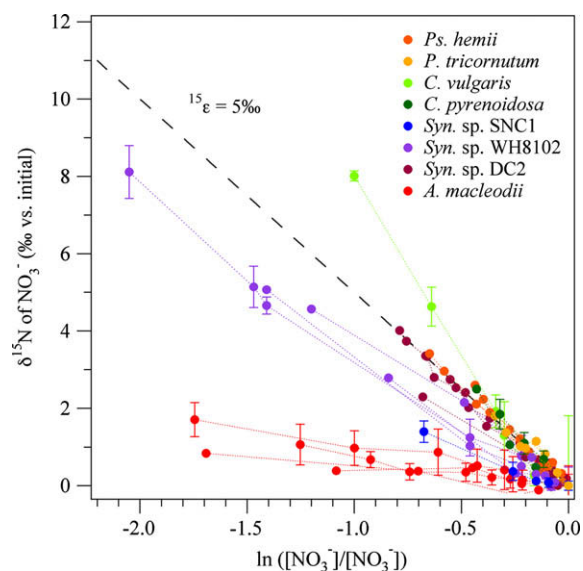 12
10
8
6
4
2
0
δ¹⁵N of NO₃⁻ (‰ vs. initial)
¹⁵ε = 5‰
Ps. hemii
P. tricornutum
C. vulgaris
C. pyrenoidosa
Syn. sp. SNC1
Syn. sp. WH8102
Syn. sp. DC2
A. macleodii
-2.0 -1.5 -1.0 -0.5 0.0
ln ([NO₃⁻]/[NO₃⁻])